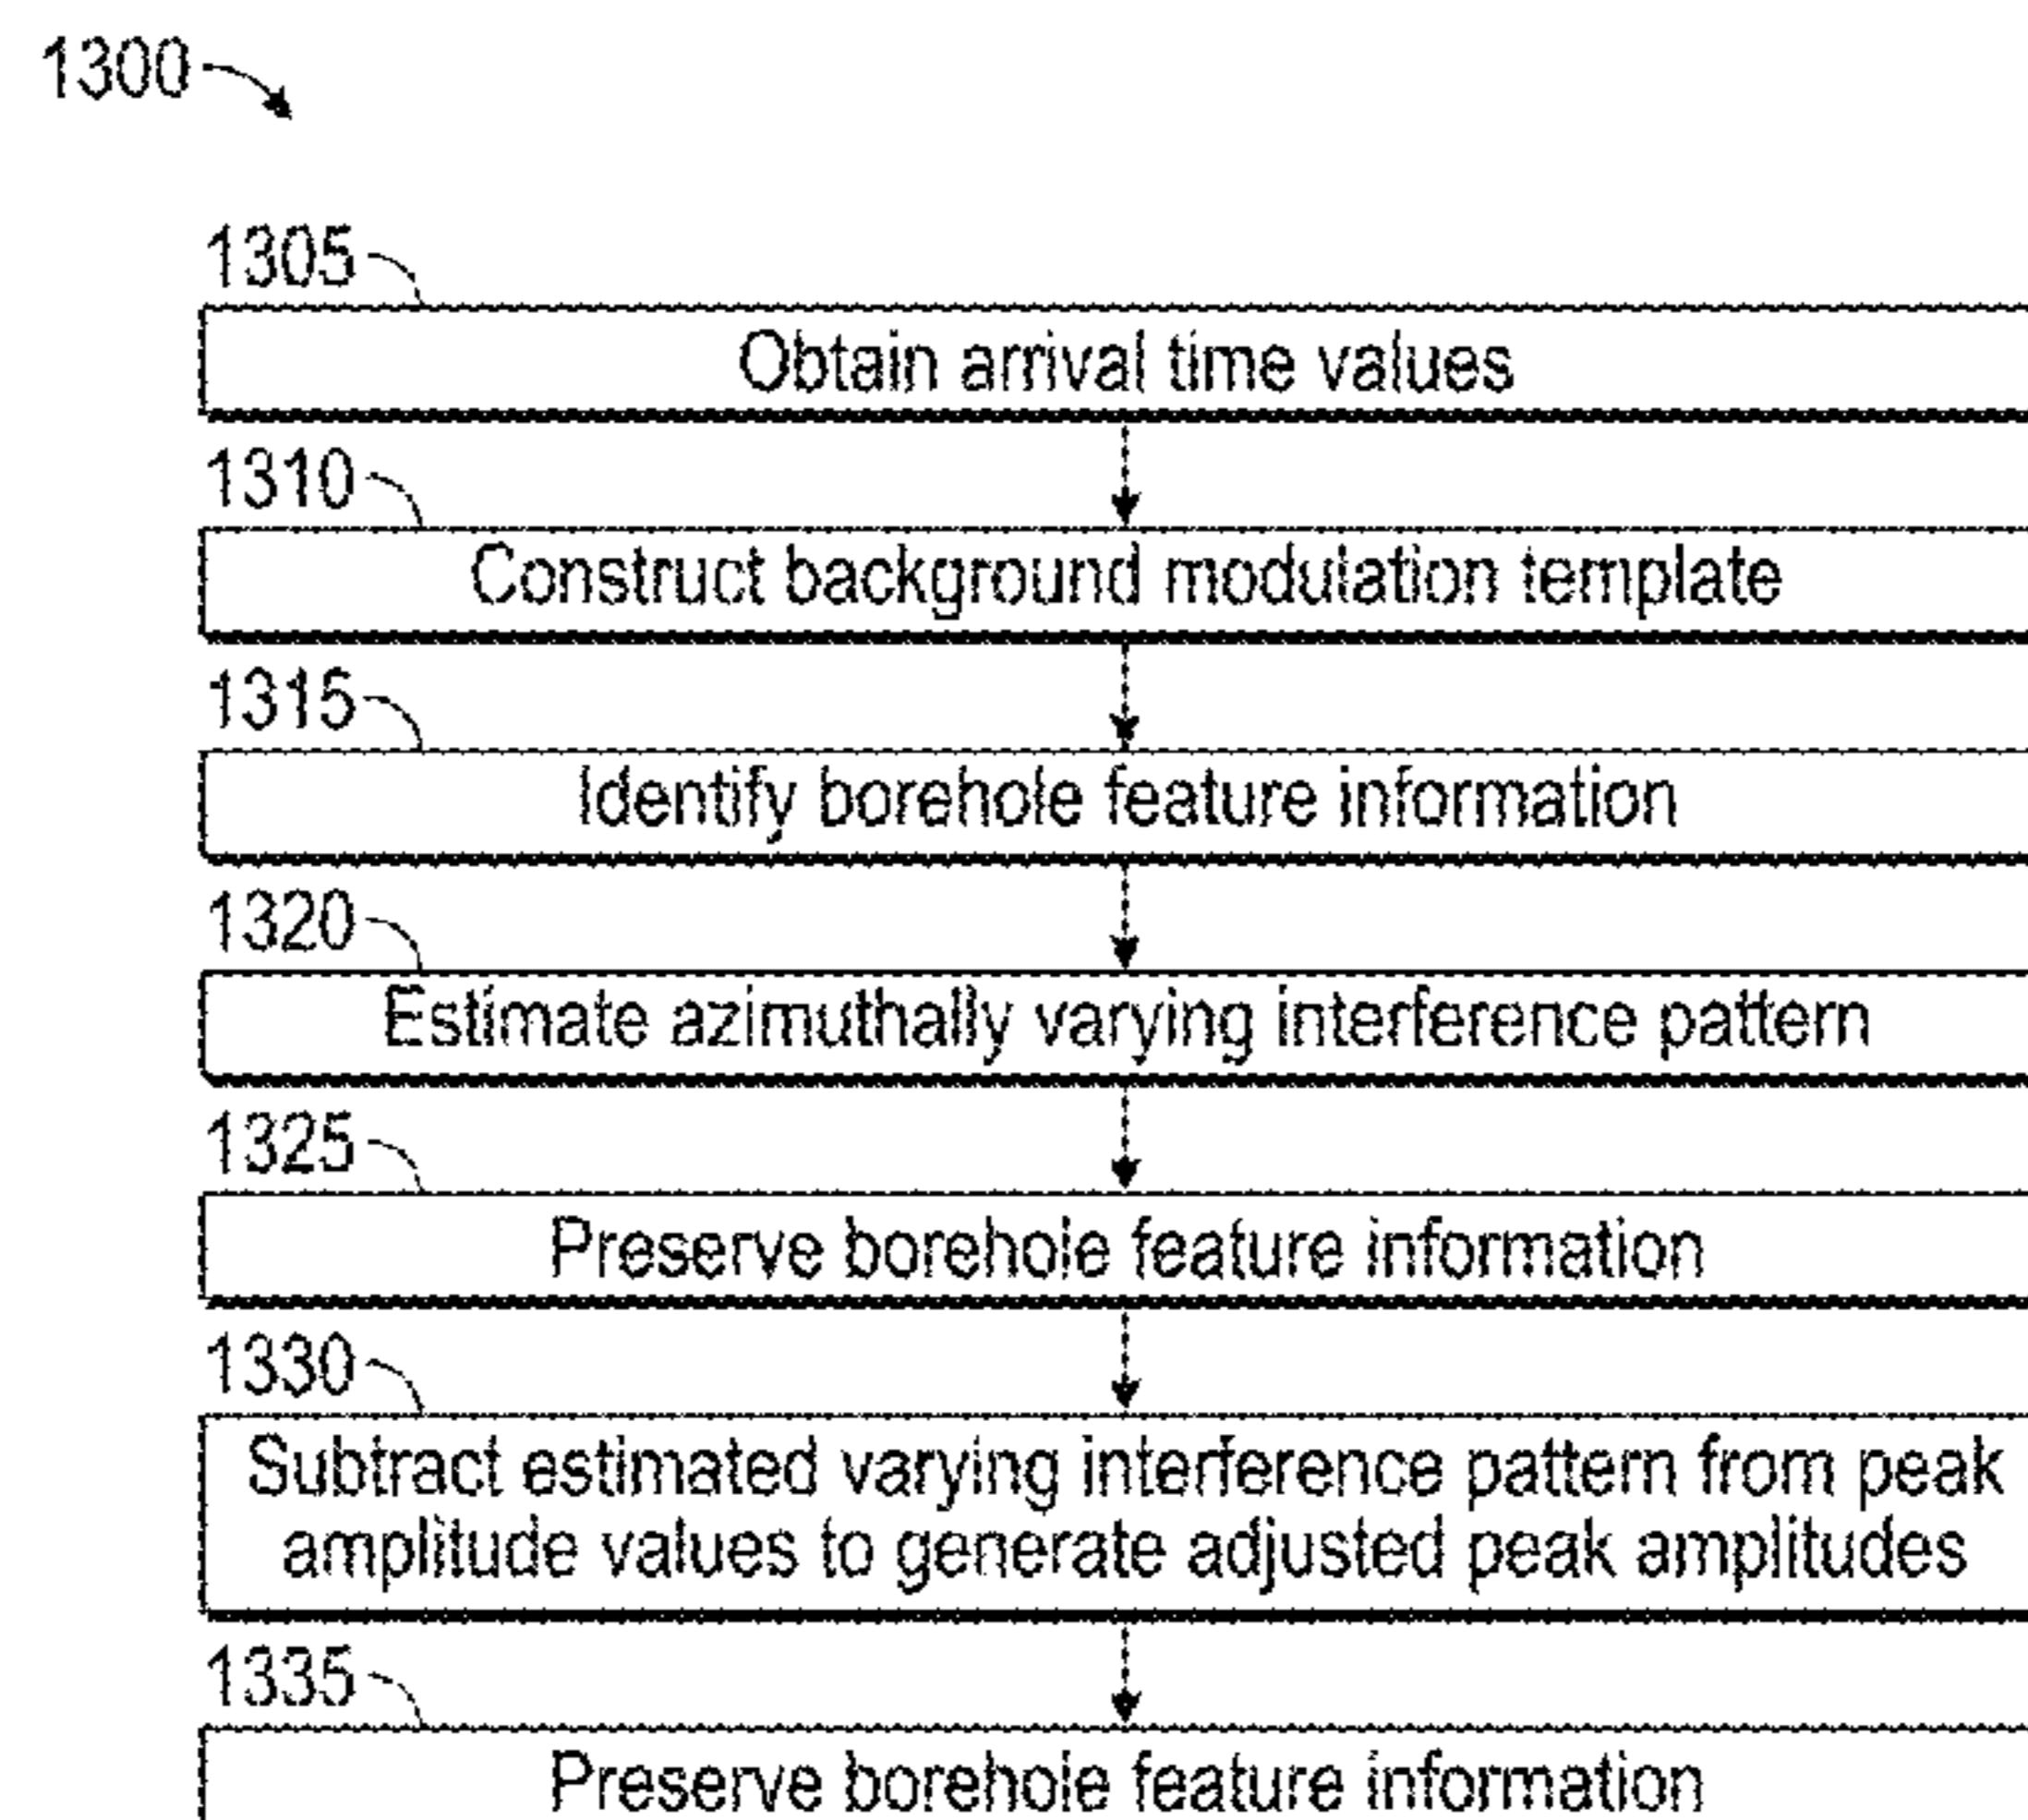 1300
1305
Obtain arrival time values
1310
Construct background modulation template
1315
Identify borehole feature information
1320
Estimate azimuthally varying interference pattern
1325
Preserve borehole feature information
1330
Subtract estimated varying interference pattern from peak
amplitude values to generate adjusted peak amplitudes
1335
Preserve borehole feature information